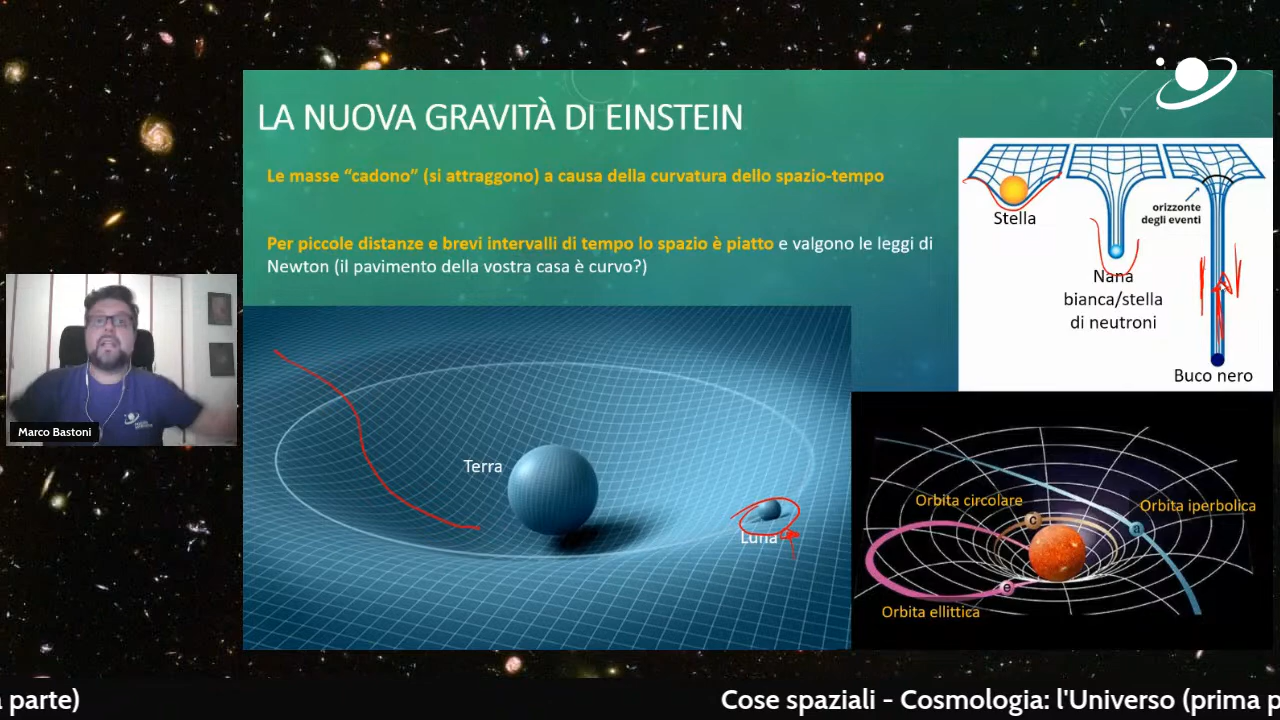 LA NUOVA GRAVITÀ DI EINSTEIN
Le masse “cadono” (si attraggono) a causa della curvatura dello spazio-tempo
Per piccole distanze e brevi intervalli di tempo lo spazio è piatto e valgono le leggi di
Newton (il pavimento della vostra casa è curvo?)
Stella
orizzonte
degli eventi
Nana
bianca/stella
di neutroni
Buco nero
Terra
Luna
Orbita circolare
Orbita iperbolica
c
a
e
Orbita ellittica
Marco Bastoni
a parte)
Cose spaziali - Cosmologia: l'Universo (prima p